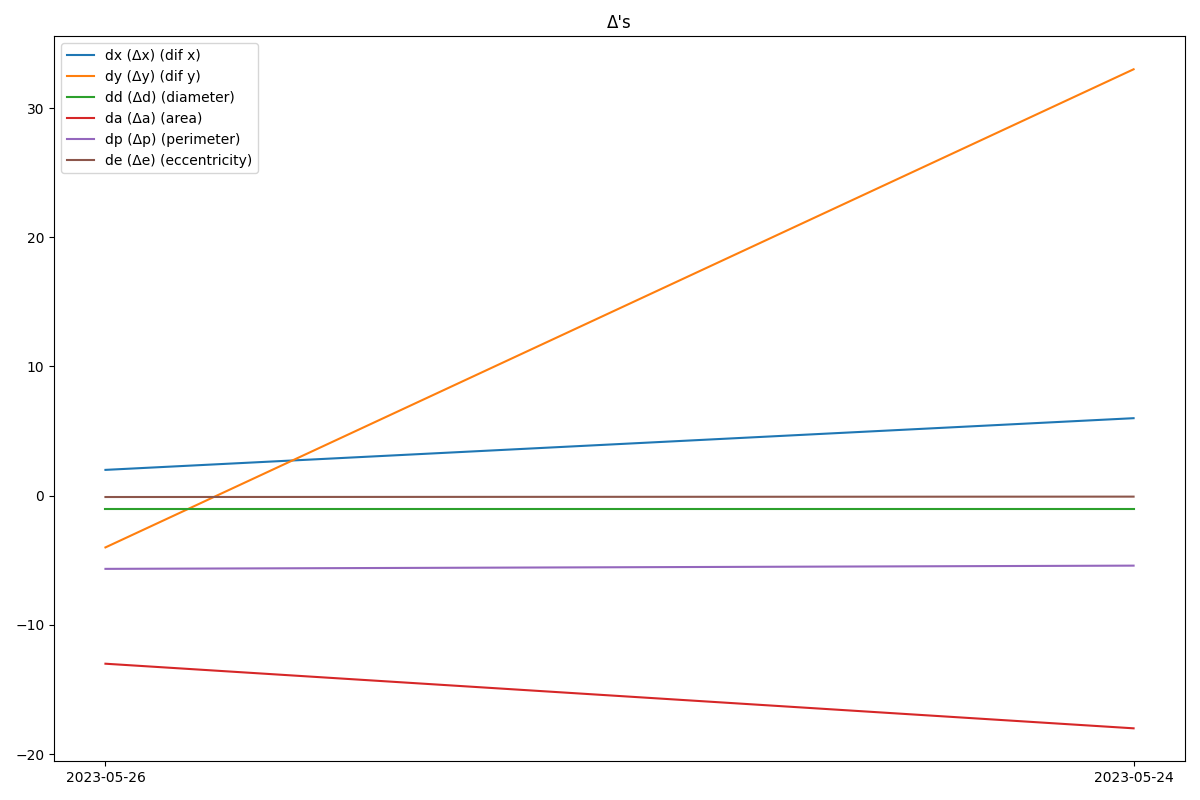 Δ's
dx (Δx) (dif x)
dy (Δy) (dif y)
dd (Δd) (diameter)
da (Δa) (area)
dp (Δp) (perimeter)
de (Δe) (eccentricity)
30
20
10
0
−10
−20
2023-05-26
2023-05-24